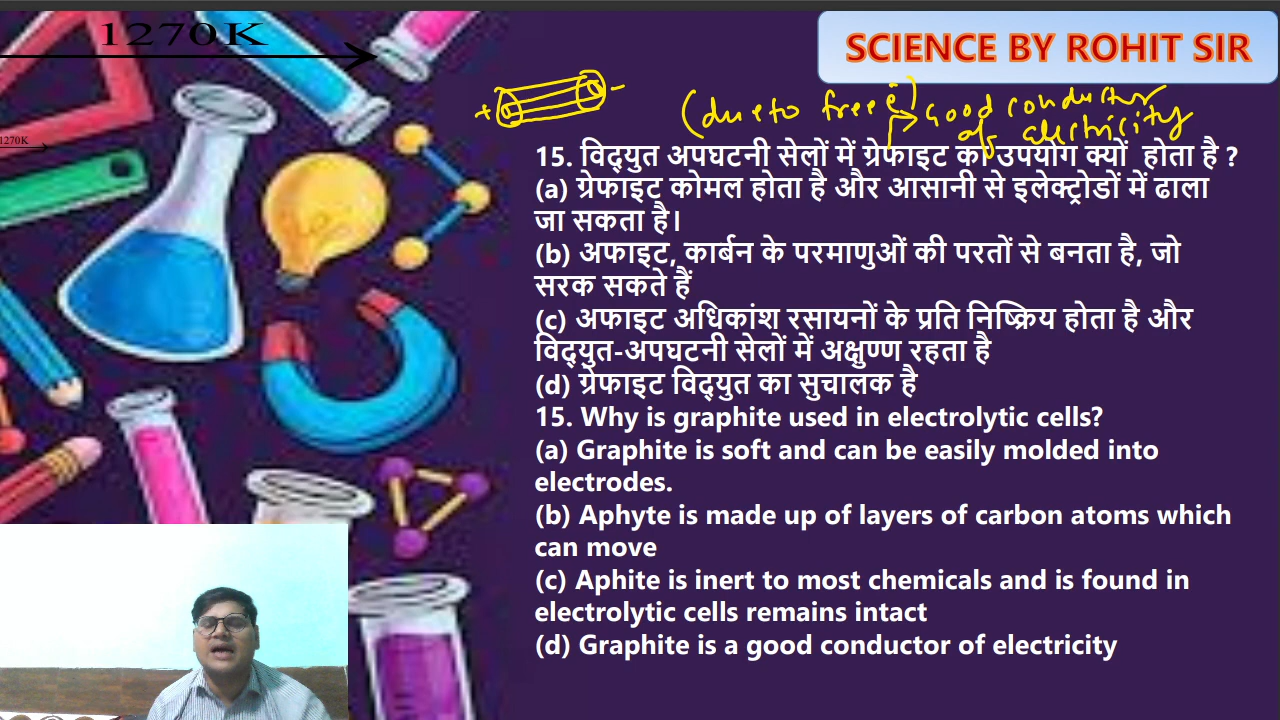 1270K
SCIENCE BY ROHIT SIR
1270K
+ -
(due to free e⁻)
→ Good conductor
of electricity
15. विद्युत अपघटनी सेलों में ग्रेफाइट का उपयोग क्यों होता है ?
(a) ग्रेफाइट कोमल होता है और आसानी से इलेक्ट्रोडों में ढाला
जा सकता है।
(b) अफाइट, कार्बन के परमाणुओं की परतों से बनता है, जो
सरक सकते हैं
(c) अफाइट अधिकांश रसायनों के प्रति निष्क्रिय होता है और
विद्युत-अपघटनी सेलों में अक्षुण्ण रहता है
(d) ग्रेफाइट विद्युत का सुचालक है
15. Why is graphite used in electrolytic cells?
(a) Graphite is soft and can be easily molded into
electrodes.
(b) Aphyte is made up of layers of carbon atoms which
can move
(c) Aphite is inert to most chemicals and is found in
electrolytic cells remains intact
(d) Graphite is a good conductor of electricity